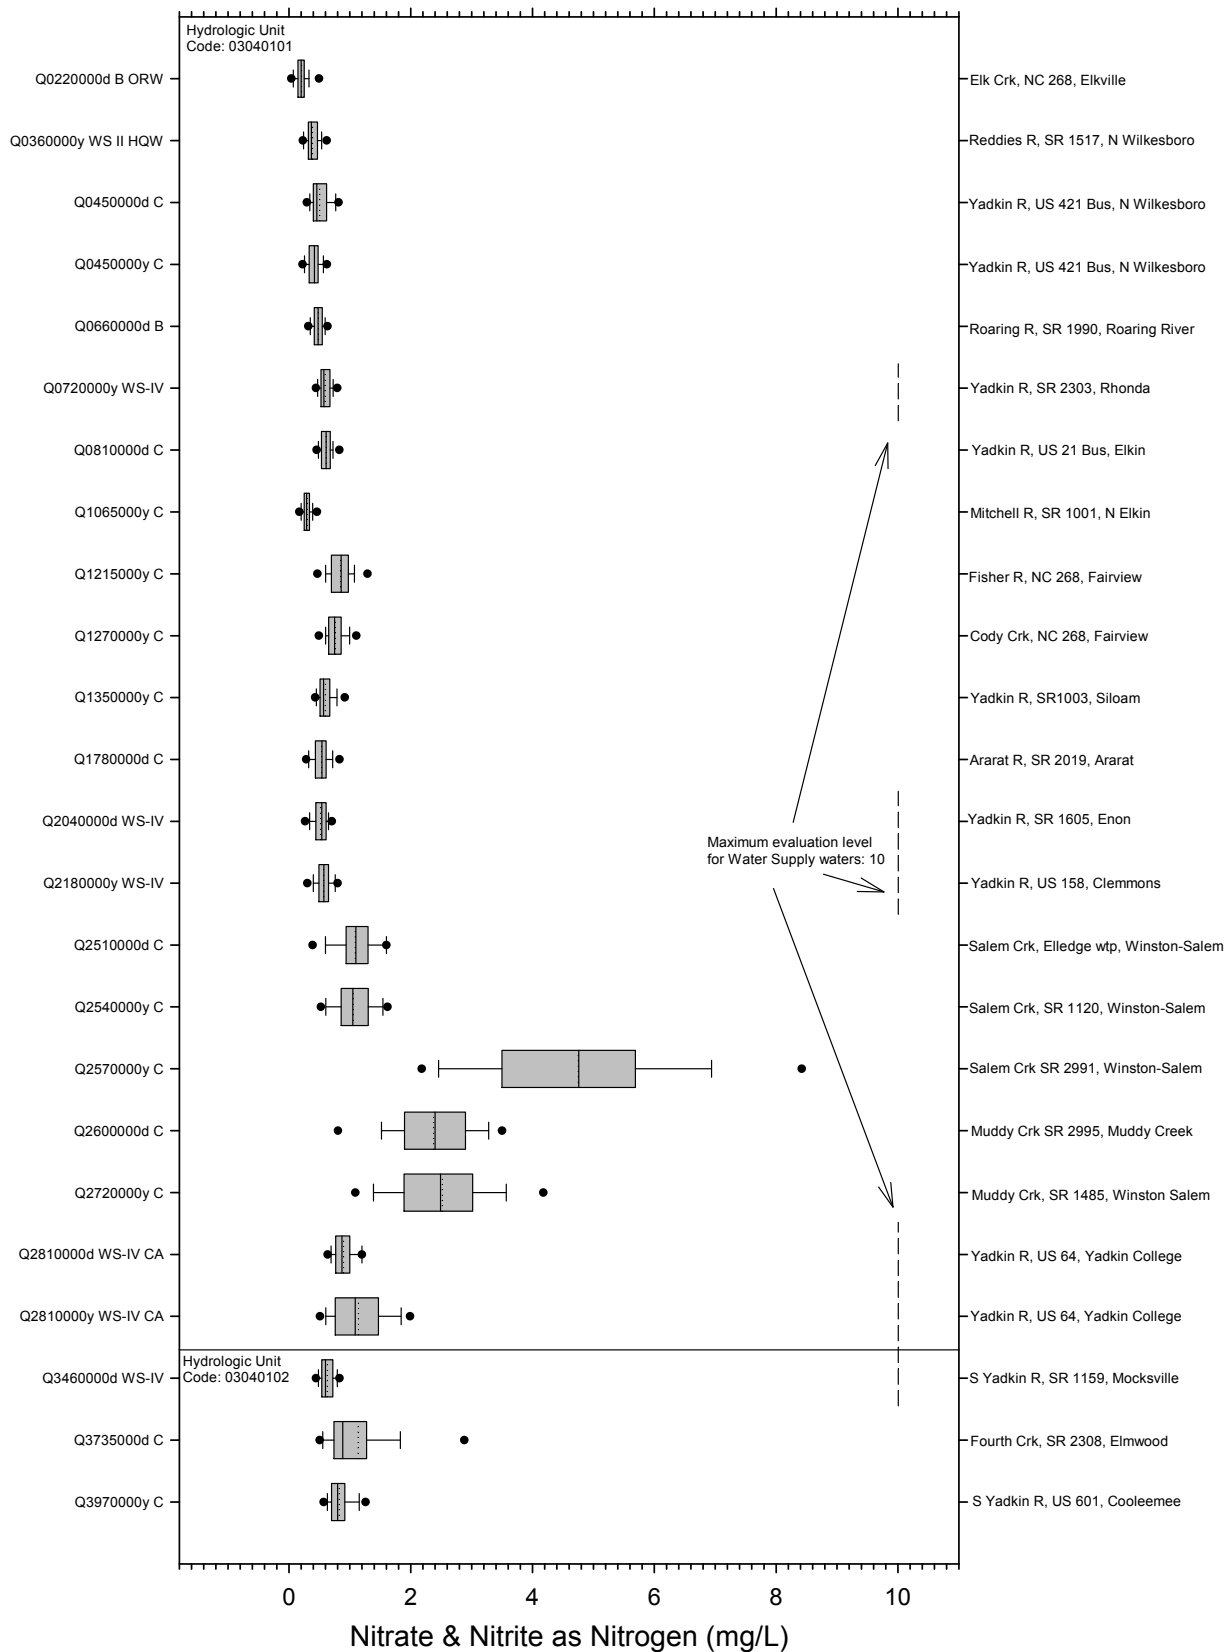 Hydrologic Unit
Code: 03040101
Q0220000d B ORW
Elk Crk, NC 268, Elkville
Q0360000y WS II HQW
Reddies R, SR 1517, N Wilkesboro
Q0450000d C
Yadkin R, US 421 Bus, N Wilkesboro
Q0450000y C
Yadkin R, US 421 Bus, N Wilkesboro
Q0660000d B
Roaring R, SR 1990, Roaring River
Q0720000y WS-IV
Yadkin R, SR 2303, Rhonda
Q0810000d C
Yadkin R, US 21 Bus, Elkin
Q1065000y C
Mitchell R, SR 1001, N Elkin
Q1215000y C
Fisher R, NC 268, Fairview
Q1270000y C
Cody Crk, NC 268, Fairview
Q1350000y C
Yadkin R, SR1003, Siloam
Q1780000d C
Ararat R, SR 2019, Ararat
Q2040000d WS-IV
Yadkin R, SR 1605, Enon
Maximum evaluation level
for Water Supply waters: 10
Q2180000y WS-IV
Yadkin R, US 158, Clemmons
Q2510000d C
Salem Crk, Elledge wtp, Winston-Salem
Q2540000y C
Salem Crk, SR 1120, Winston-Salem
Q2570000y C
Salem Crk SR 2991, Winston-Salem
Q2600000d C
Muddy Crk SR 2995, Muddy Creek
Q2720000y C
Muddy Crk, SR 1485, Winston Salem
Q2810000d WS-IV CA
Yadkin R, US 64, Yadkin College
Q2810000y WS-IV CA
Yadkin R, US 64, Yadkin College
Hydrologic Unit
Code: 03040102
Q3460000d WS-IV
S Yadkin R, SR 1159, Mocksville
Q3735000d C
Fourth Crk, SR 2308, Elmwood
Q3970000y C
S Yadkin R, US 601, Cooleemee
0 2 4 6 8 10
Nitrate & Nitrite as Nitrogen (mg/L)